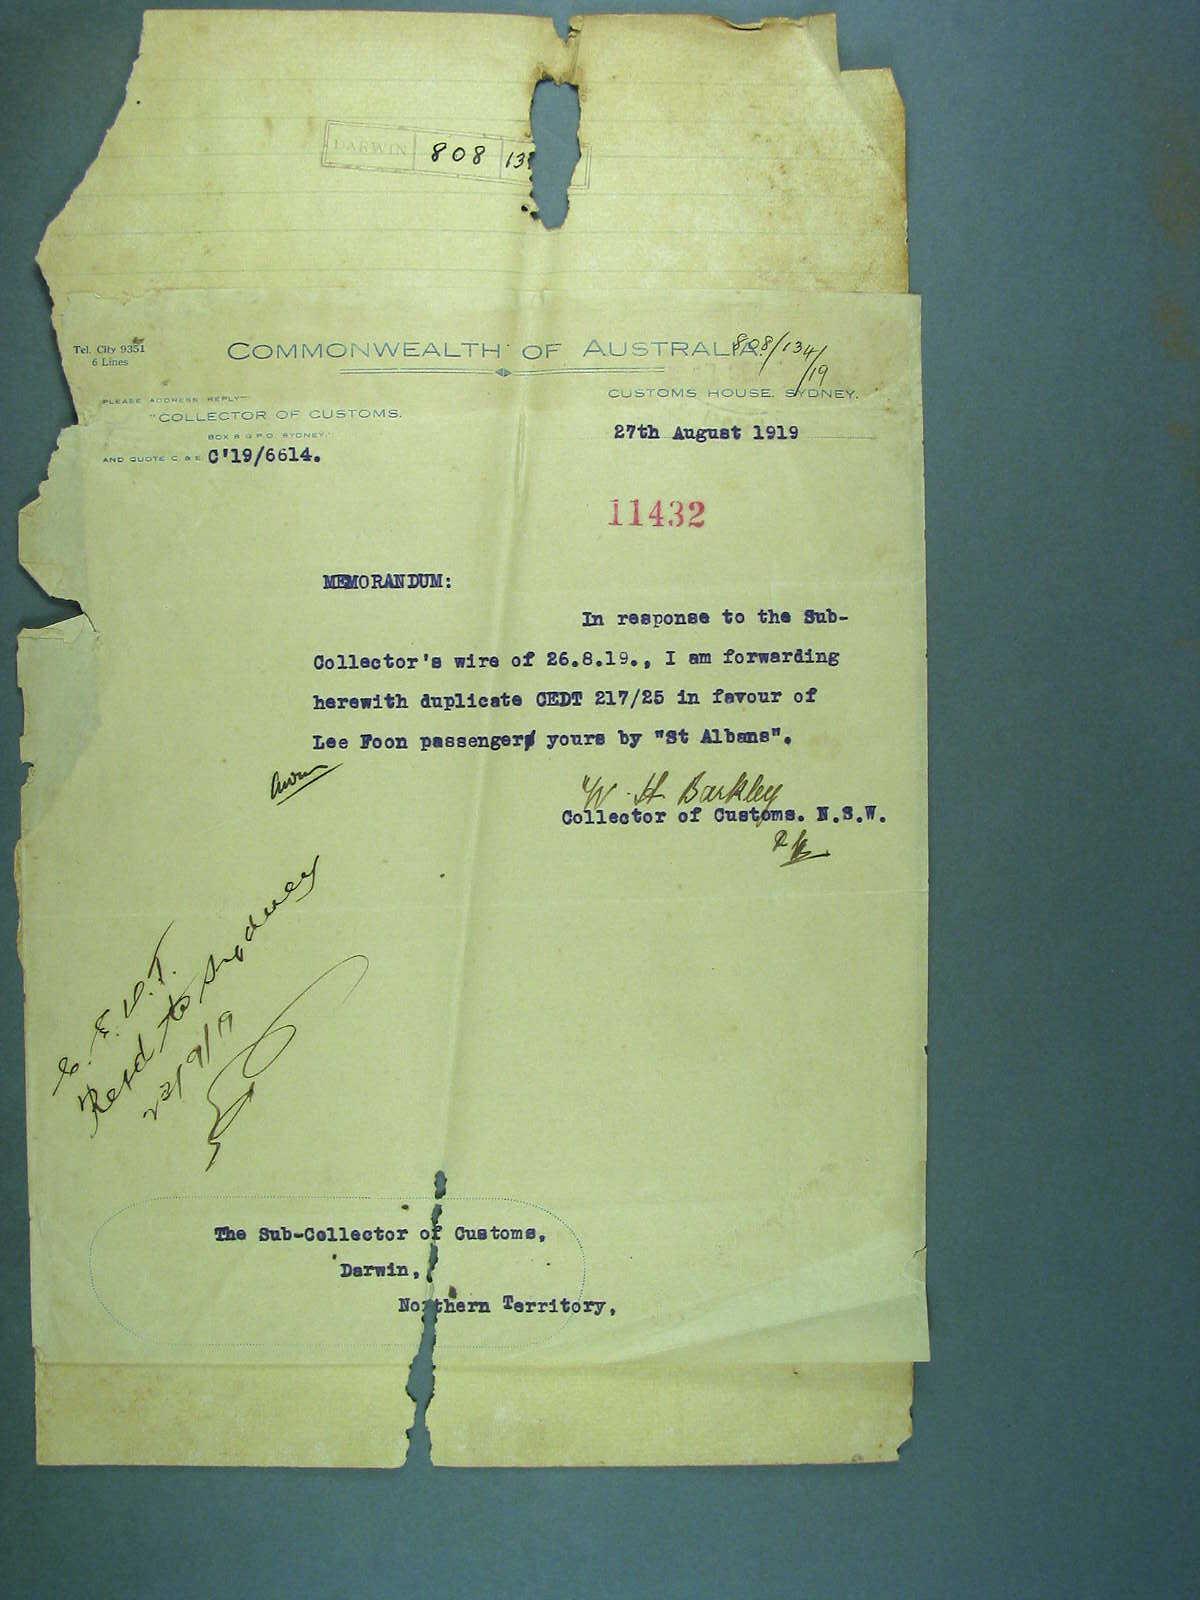 DARWIN 808 13
Tel. City 9351
6 Lines
COMMONWEALTH OF AUSTRALIA.
808/134/19
PLEASE ADDRESS REPLY—
"COLLECTOR OF CUSTOMS.
BOX 8 G.P.O. SYDNEY."
AND QUOTE C. & E. C'19/6614.
CUSTOMS HOUSE. SYDNEY.
27th August 1919
11432
MEMORANDUM:
In response to the Sub-
Collector's wire of 26.8.19., I am forwarding
herewith duplicate CEDT 217/25 in favour of
Lee Foon passenger yours by "St Albans".
W. H. Barkley
Collector of Customs. N.S.W.
C.E.D.T.
Retd to Sydney
22/9/19
The Sub-Collector of Customs,
Darwin,
Northern Territory,